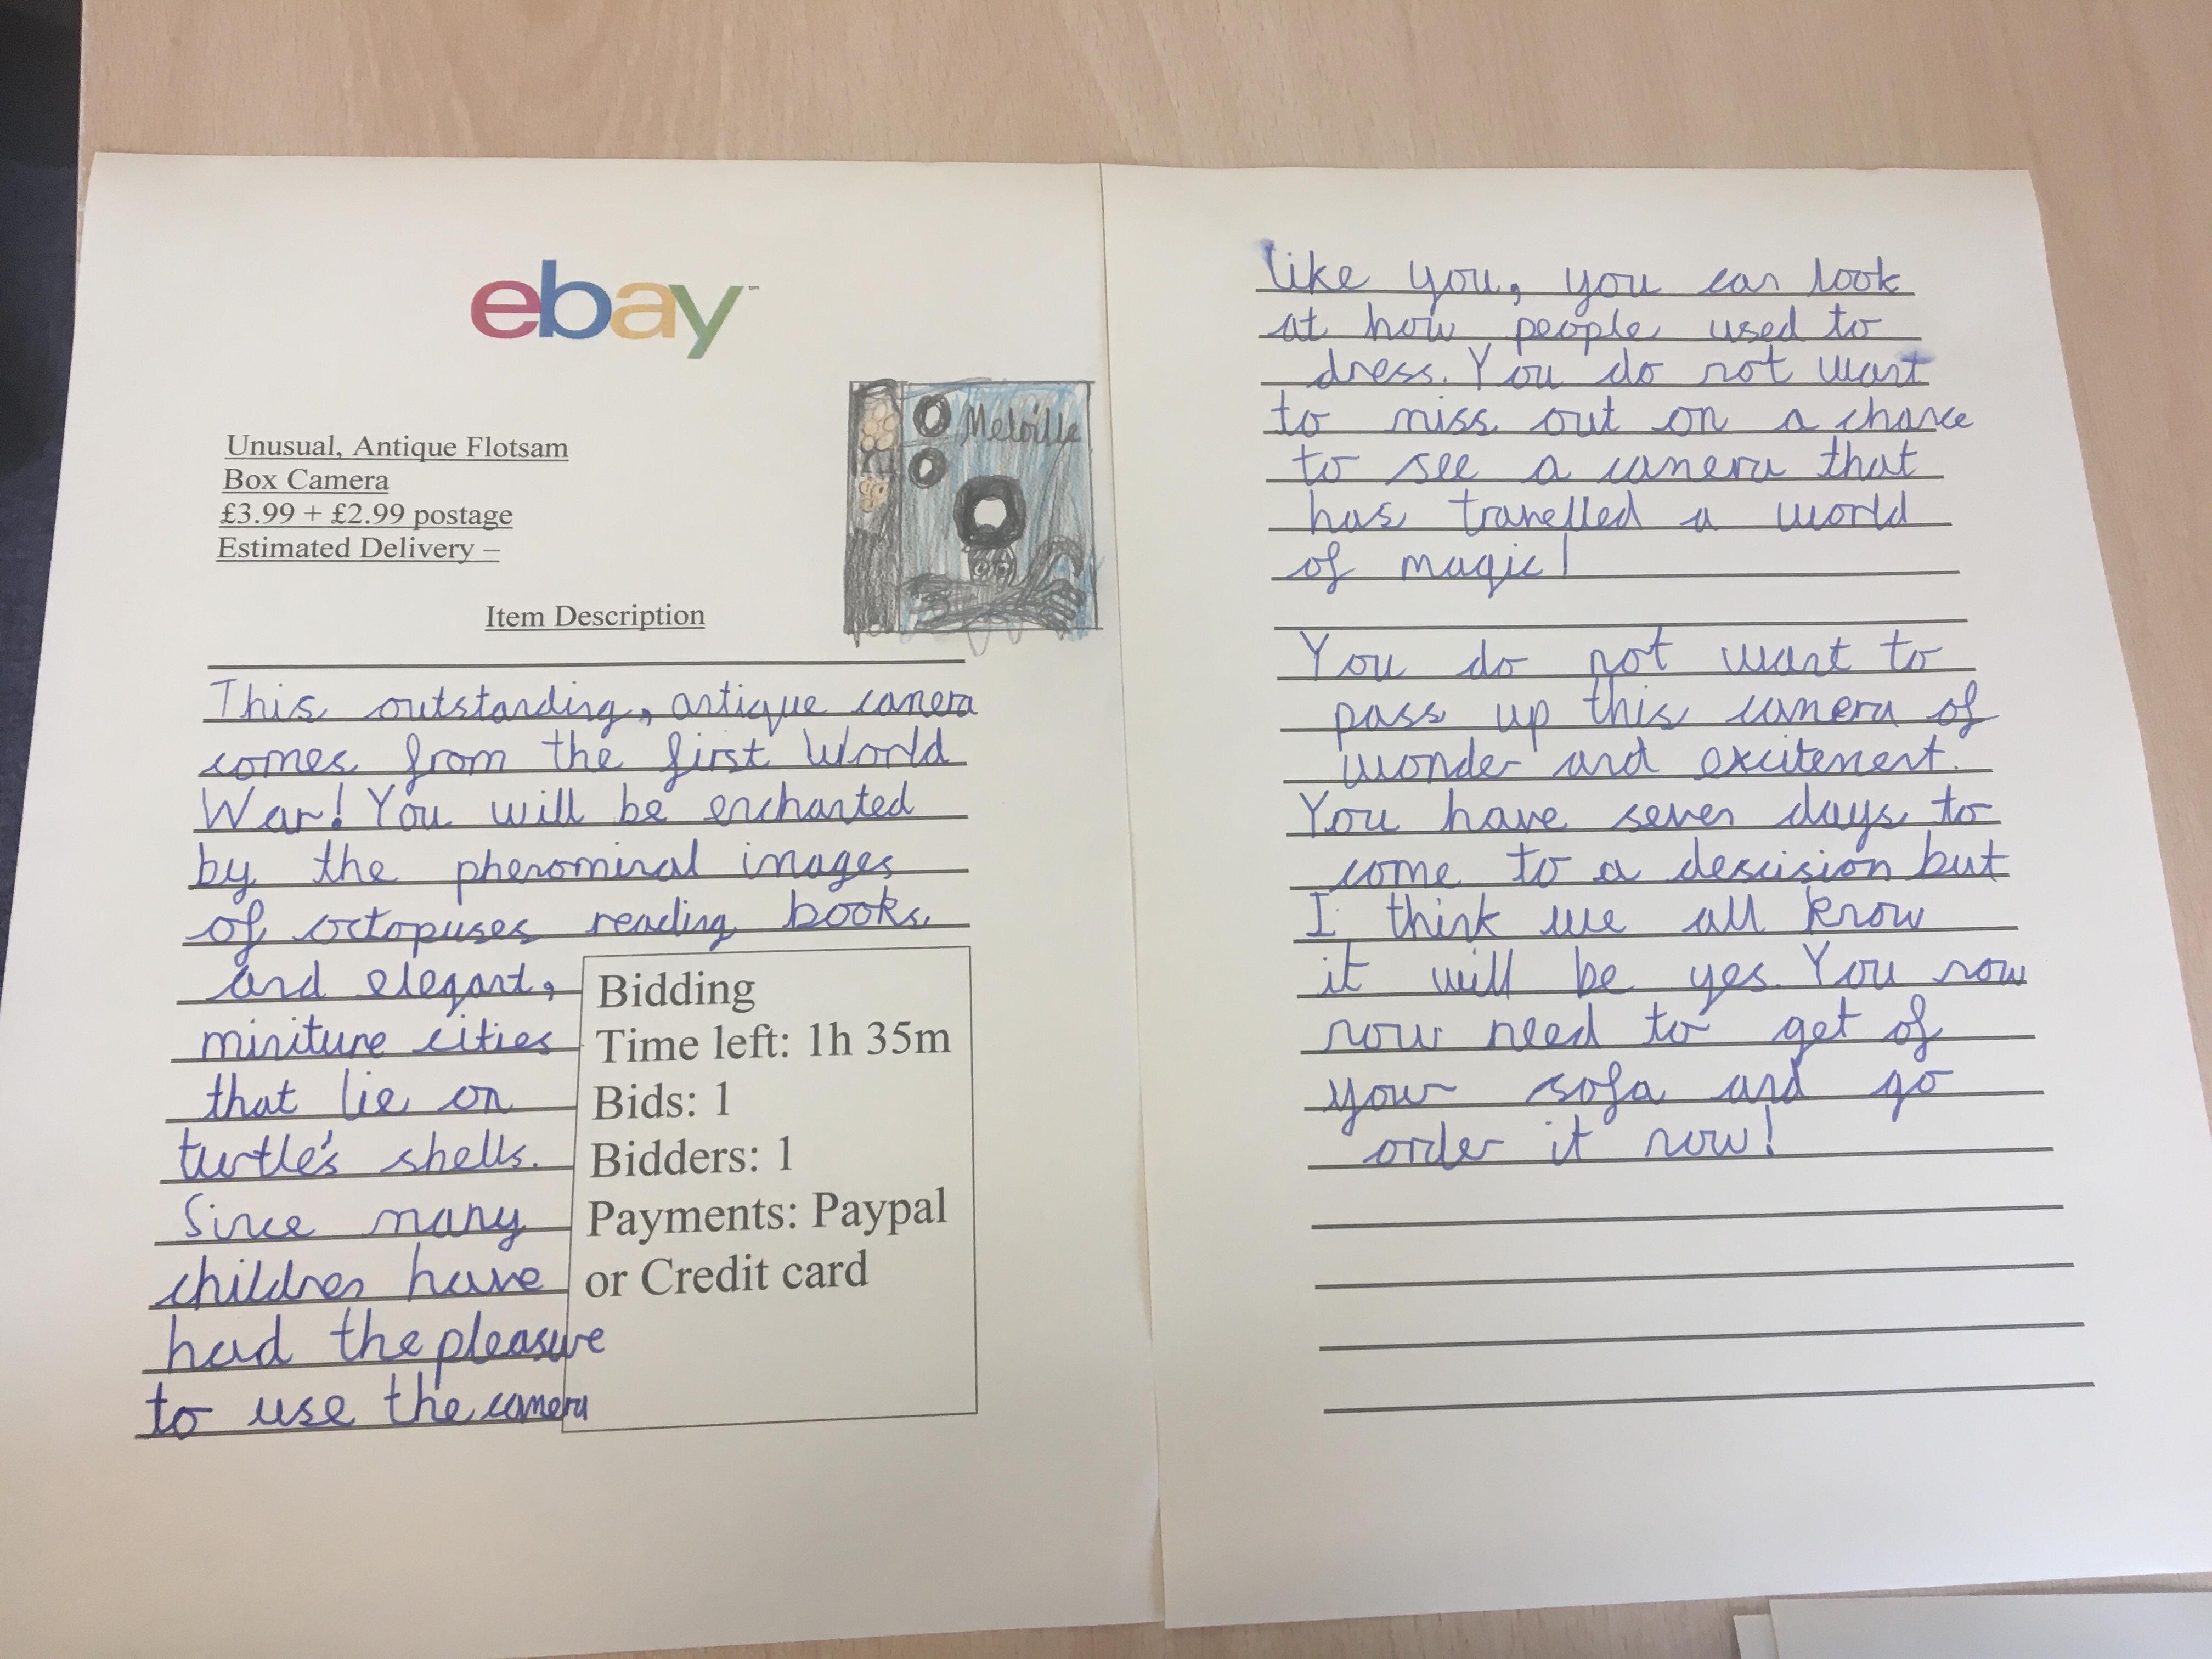 ebay™
Melville
Unusual, Antique Flotsam
Box Camera
£3.99 + £2.99 postage
Estimated Delivery –
Item Description
This outstanding, antique camera
comes from the first World
War! You will be enchanted
by the phenominal images
of octopuses reading books
and elegant,
miniture cities
that lie on
turtle's shells.
Since many
children have
had the pleasure
to use the camera
Bidding
Time left: 1h 35m
Bids: 1
Bidders: 1
Payments: Paypal
or Credit card
like you, you can look
at how people used to
dress. You do not want
to miss out on a chance
to see a camera that
has travelled a world
of magic!
You do not want to
pass up this camera of
wonder and excitement.
You have seven days to
come to a descision but
I think we all know
it will be yes. You now
now need to get of
your sofa and go
order it now!